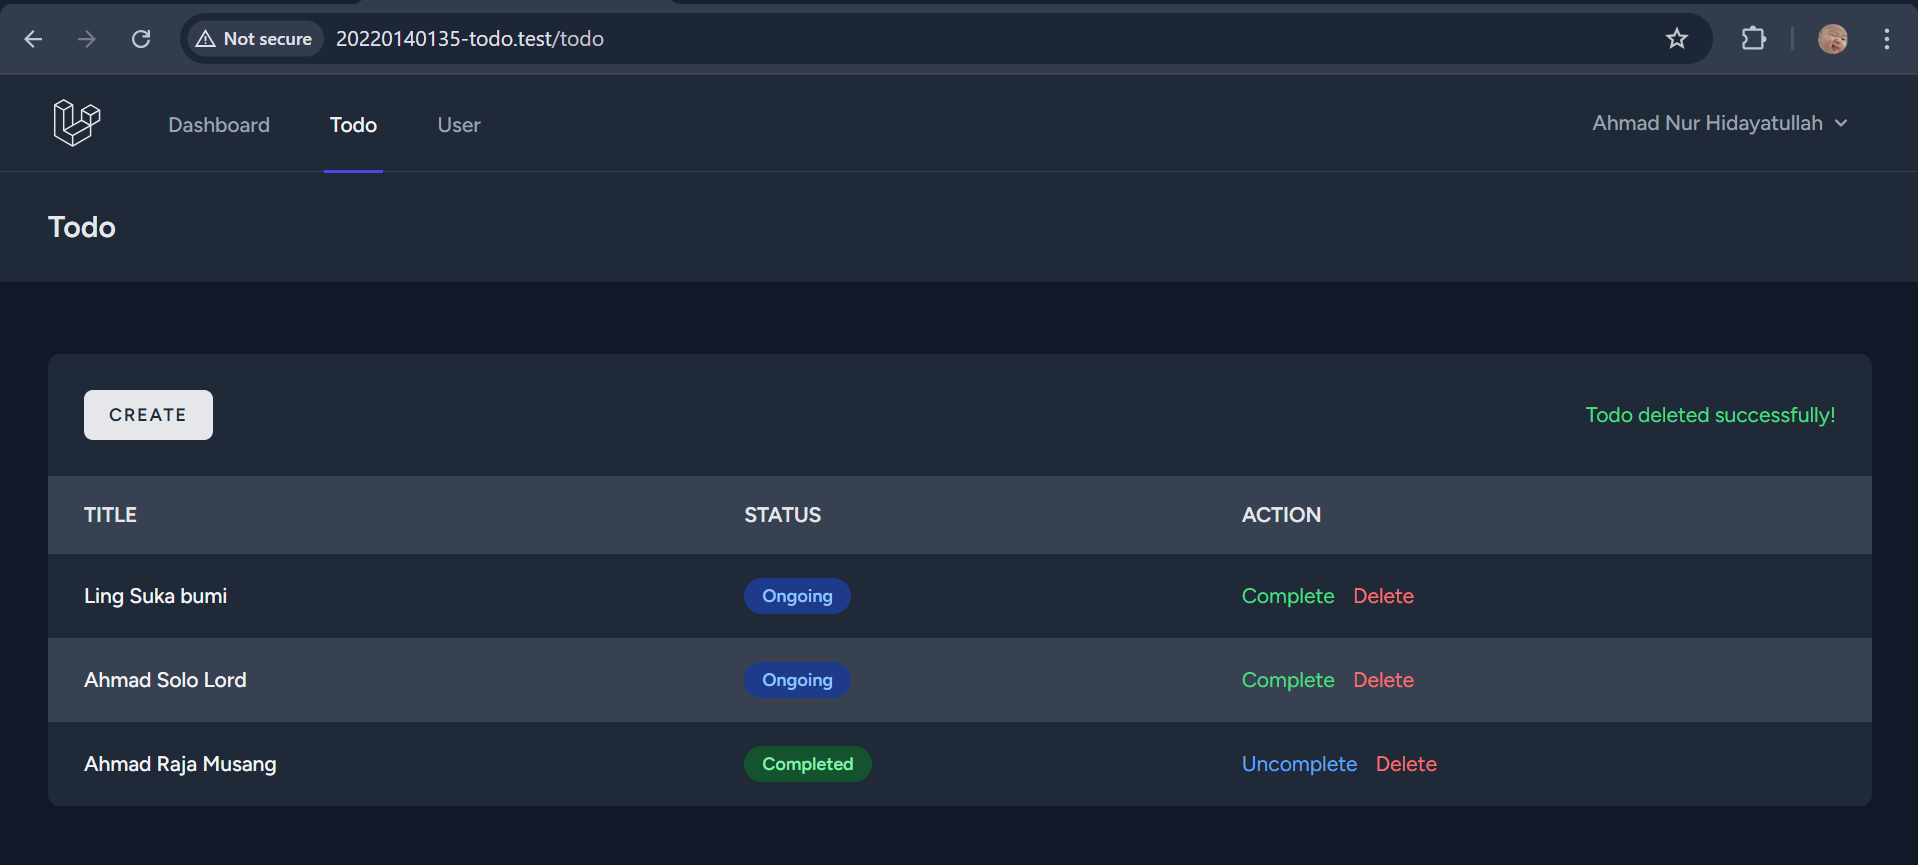 Not secure 20220140135-todo.test/todo
Dashboard Todo User Ahmad Nur Hidayatullah
Todo
CREATE Todo deleted successfully!
TITLE STATUS ACTION
Ling Suka bumi Ongoing Complete Delete
Ahmad Solo Lord Ongoing Complete Delete
Ahmad Raja Musang Completed Uncomplete Delete